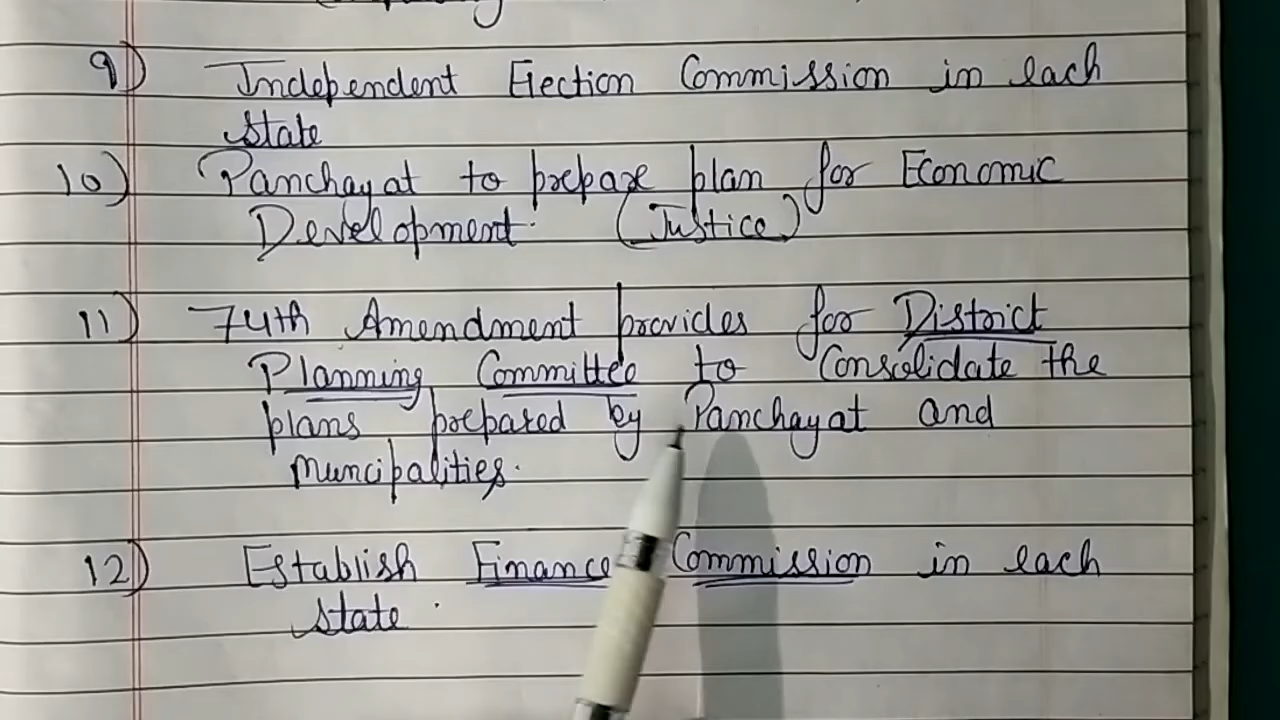 9) Independent Election Commission in each
state
10) Panchayat to prepare plan for Economic
Development. (Justice)
11) 74th Amendment provides for District
Planning Committee to Consolidate the
plans prepared by Panchayat and
muncipalities.
12) Establish Finance Commission in each
state.